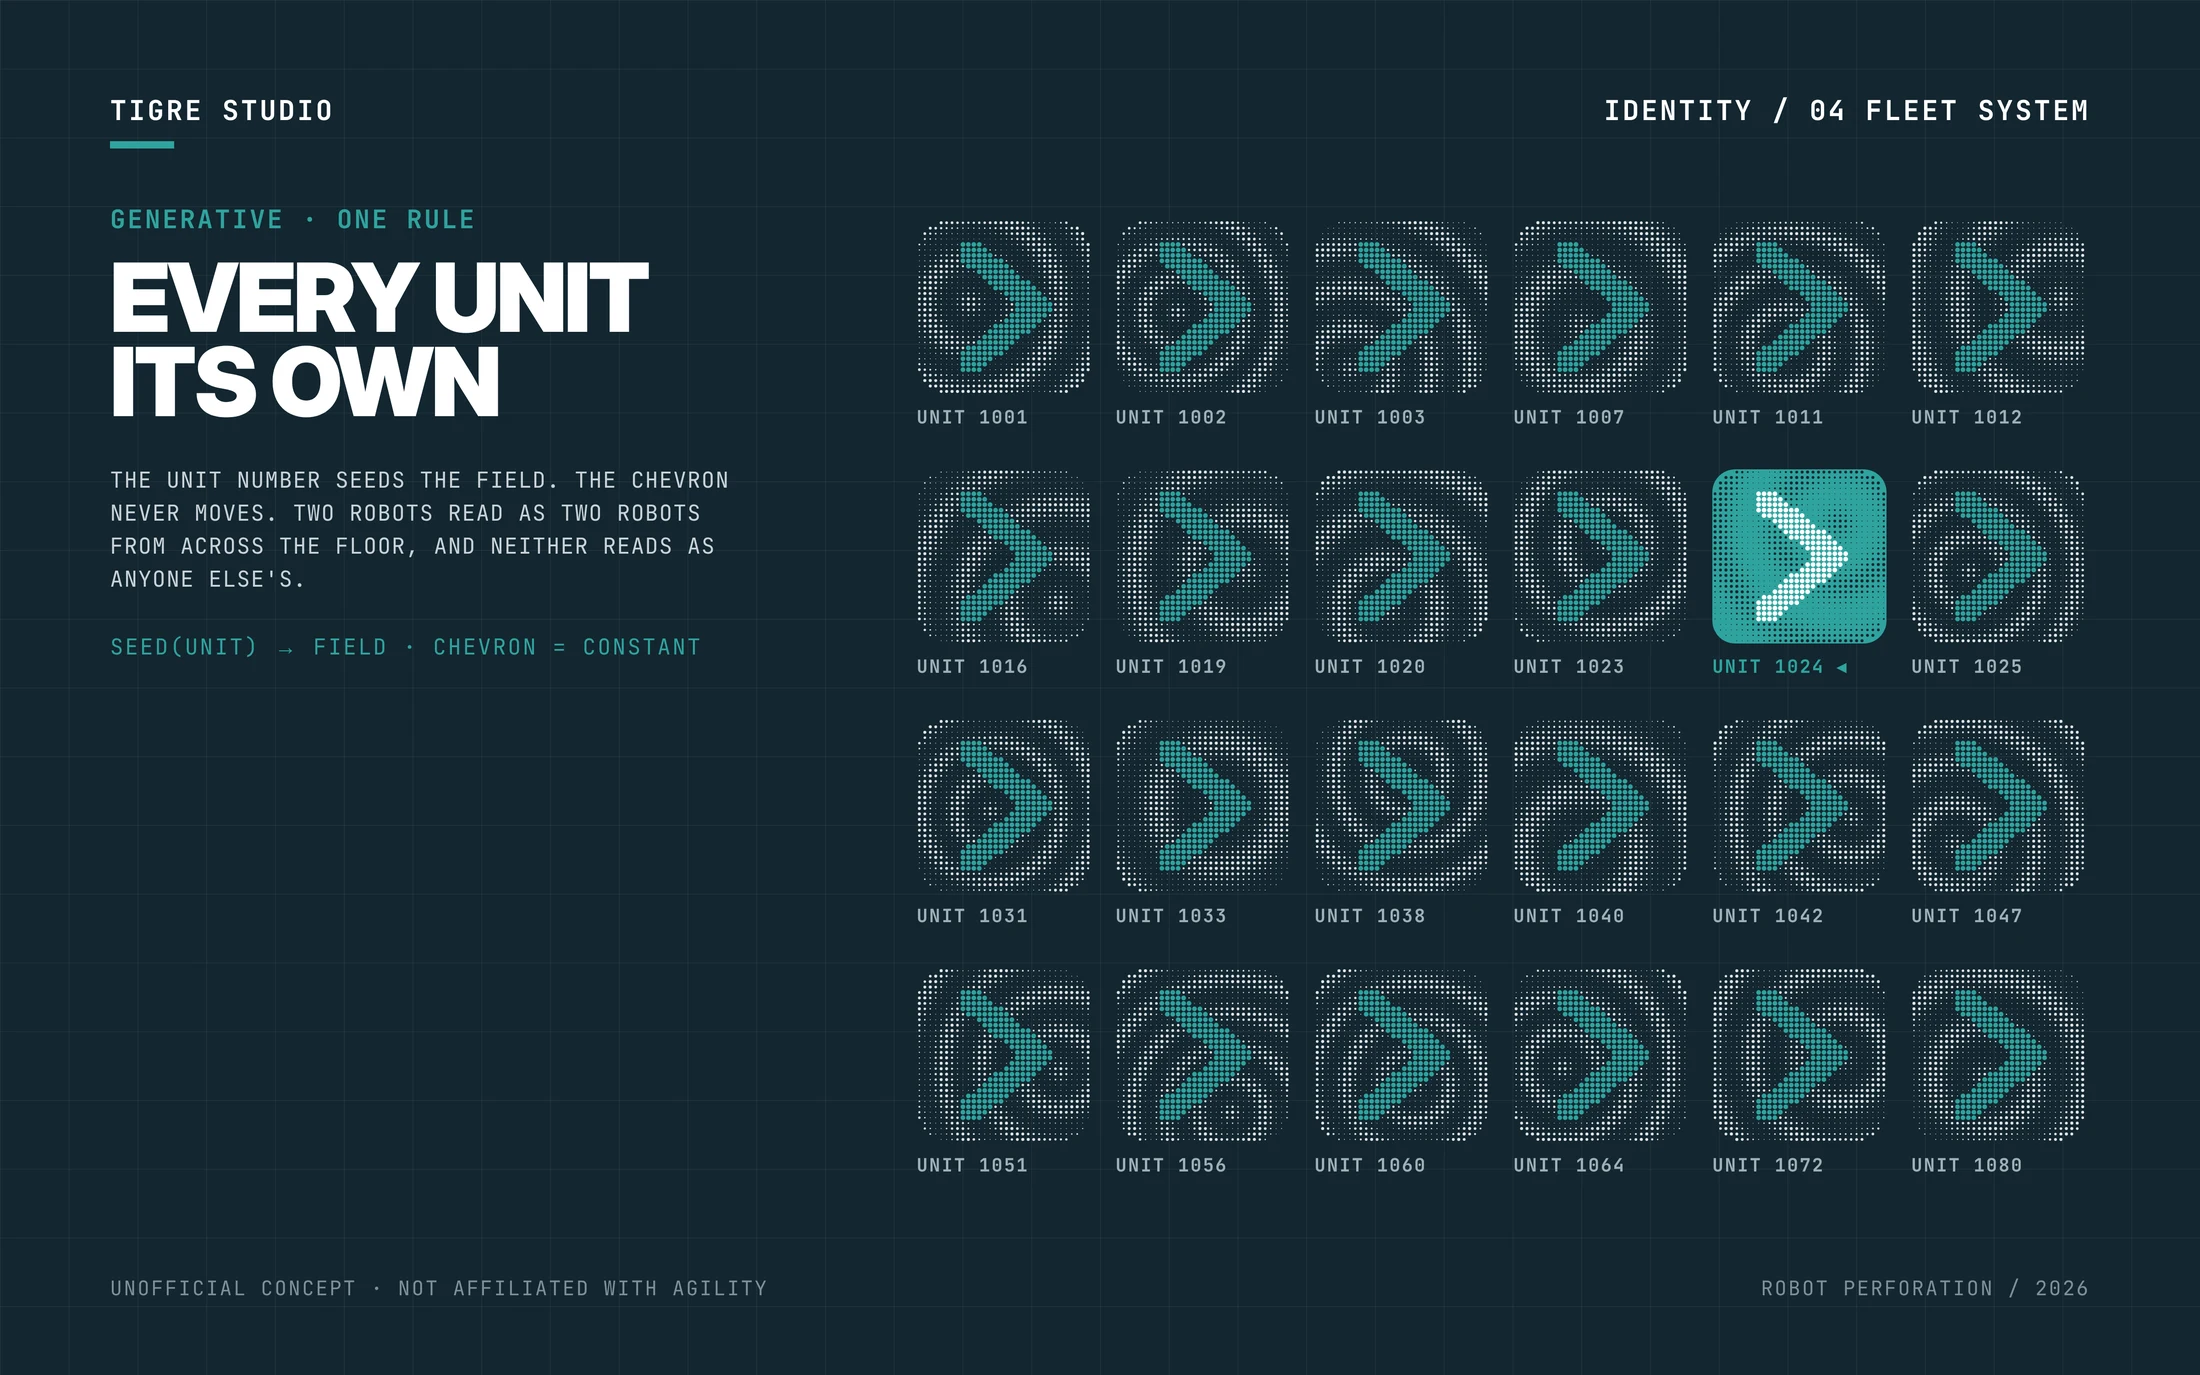 TIGRE STUDIO
IDENTITY / 04 FLEET SYSTEM
GENERATIVE · ONE RULE
EVERY UNIT
ITS OWN
THE UNIT NUMBER SEEDS THE FIELD. THE CHEVRON
NEVER MOVES. TWO ROBOTS READ AS TWO ROBOTS
FROM ACROSS THE FLOOR, AND NEITHER READS AS
ANYONE ELSE'S.
SEED(UNIT) → FIELD · CHEVRON = CONSTANT
UNIT 1001
UNIT 1002
UNIT 1003
UNIT 1007
UNIT 1011
UNIT 1012
UNIT 1016
UNIT 1019
UNIT 1020
UNIT 1023
UNIT 1024 ◂
UNIT 1025
UNIT 1031
UNIT 1033
UNIT 1038
UNIT 1040
UNIT 1042
UNIT 1047
UNIT 1051
UNIT 1056
UNIT 1060
UNIT 1064
UNIT 1072
UNIT 1080
UNOFFICIAL CONCEPT · NOT AFFILIATED WITH AGILITY
ROBOT PERFORATION / 2026